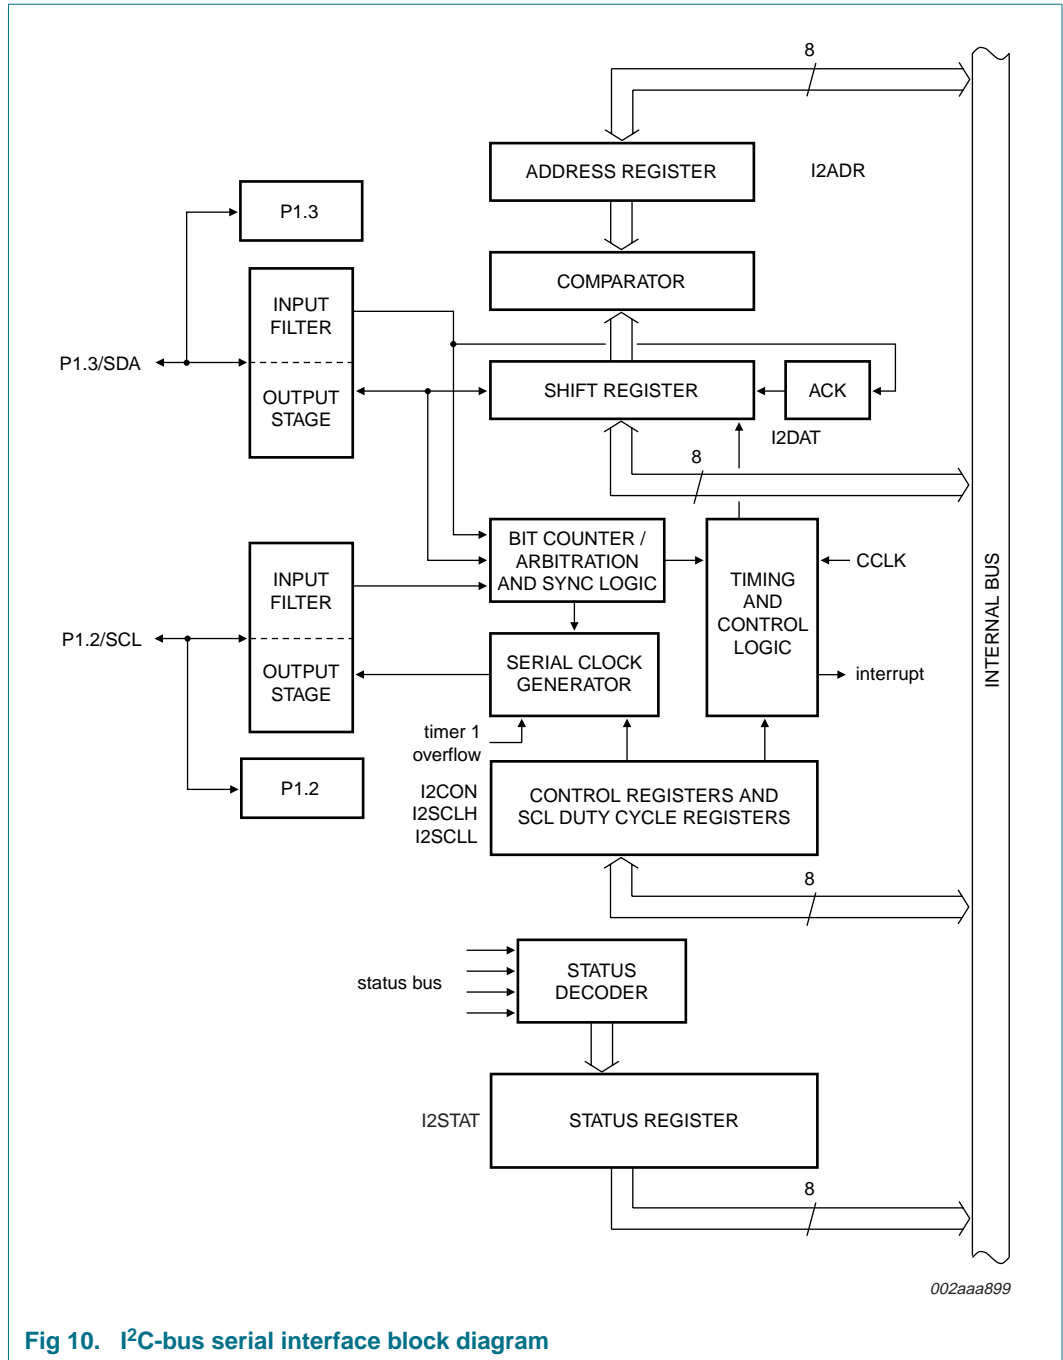 8
ADDRESS REGISTER
I2ADR
P1.3
COMPARATOR
INPUT
FILTER
P1.3/SDA
OUTPUT
STAGE
SHIFT REGISTER
ACK
I2DAT
8
BIT COUNTER /
ARBITRATION
AND SYNC LOGIC
INPUT
FILTER
TIMING
AND
CONTROL
LOGIC
CCLK
INTERNAL BUS
P1.2/SCL
OUTPUT
STAGE
SERIAL CLOCK
GENERATOR
interrupt
timer 1
overflow
P1.2
I2CON
I2SCLH
I2SCLL
CONTROL REGISTERS AND
SCL DUTY CYCLE REGISTERS
8
status bus
STATUS
DECODER
I2STAT
STATUS REGISTER
8
002aaa899
Fig 10. I²C-bus serial interface block diagram